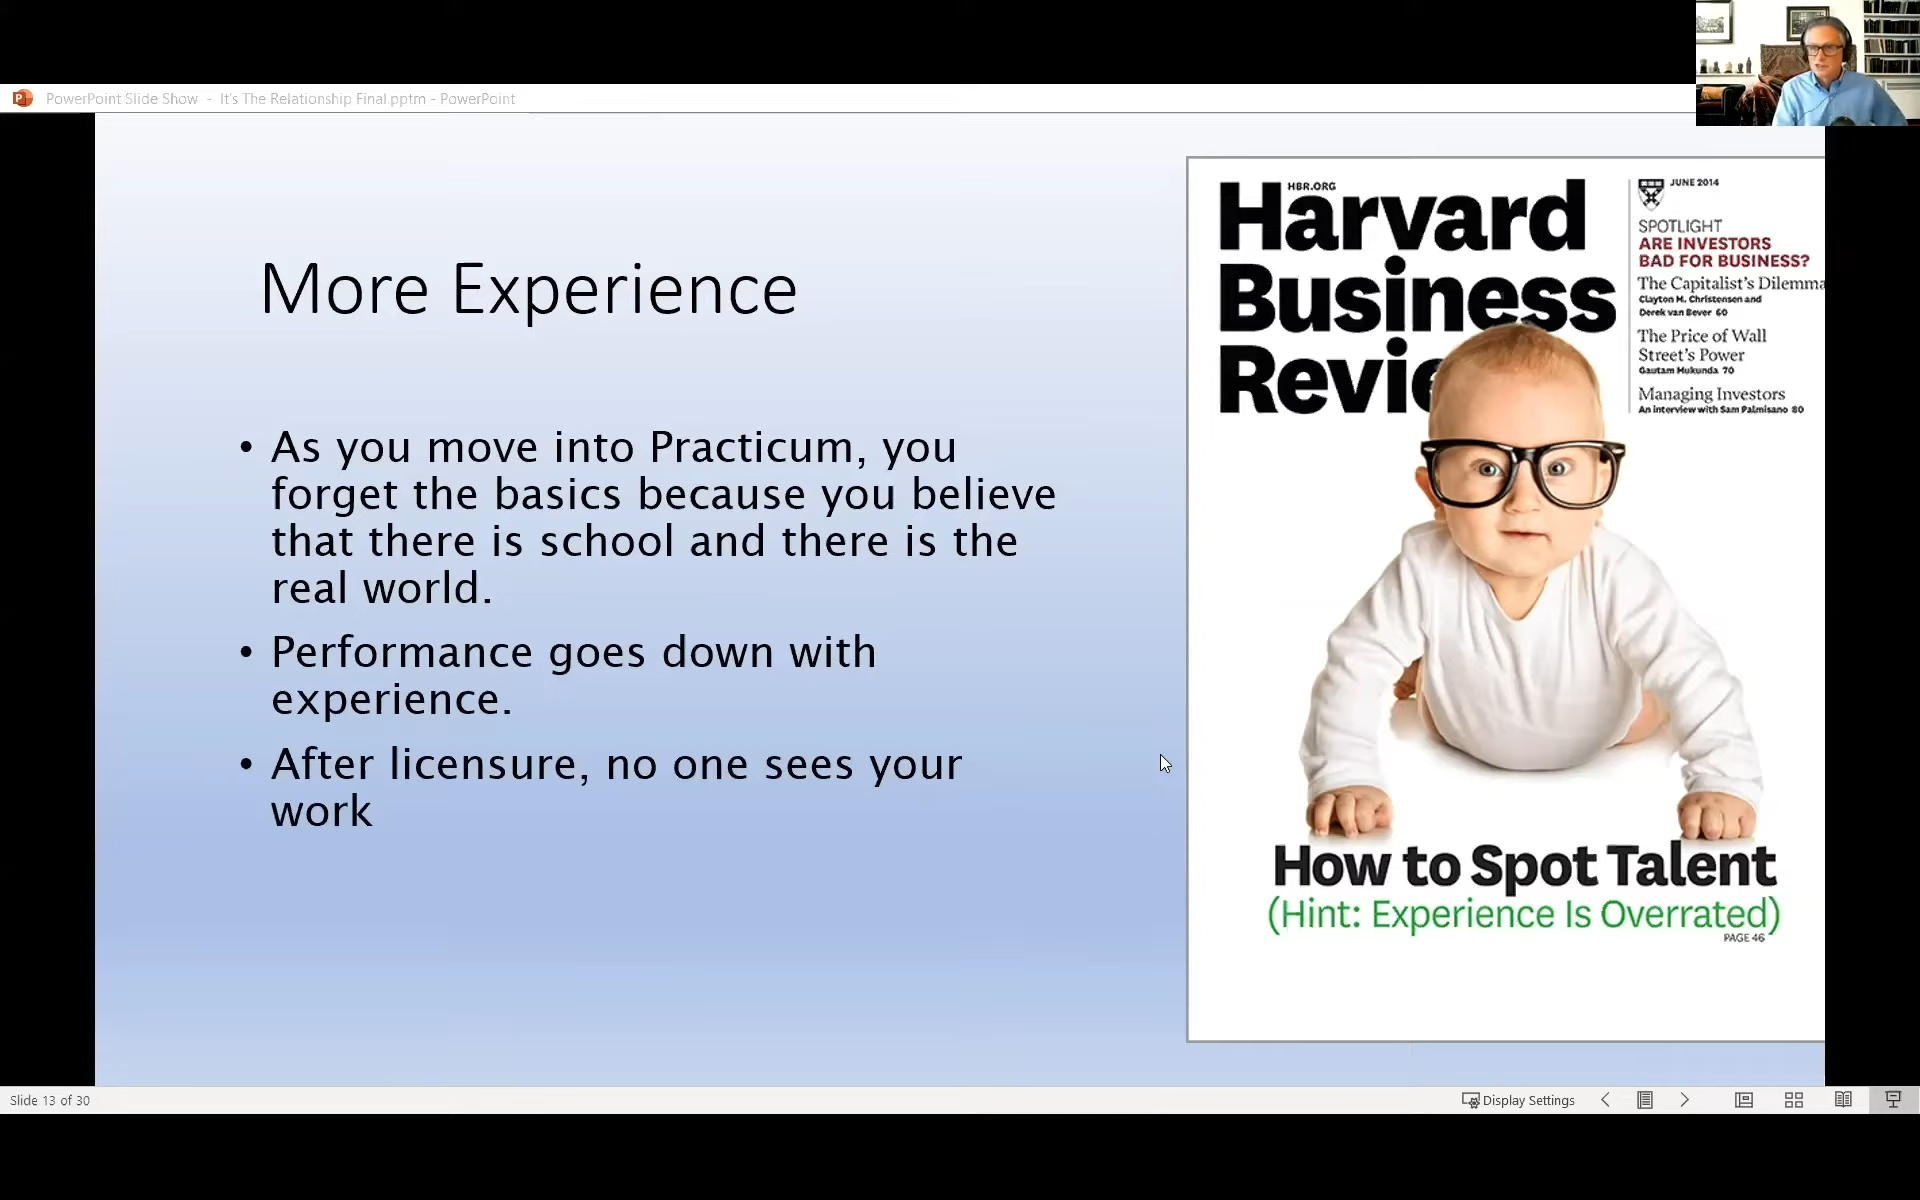 PowerPoint Slide Show - It's The Relationship Final.pptm - PowerPoint
More Experience
• As you move into Practicum, you
forget the basics because you believe
that there is school and there is the
real world.
• Performance goes down with
experience.
• After licensure, no one sees your
work
HBR.ORG
Harvard
Business
Revie
JUNE 2014
SPOTLIGHT
ARE INVESTORS
BAD FOR BUSINESS?
The Capitalist's Dilemma
Clayton M. Christensen and
Derek van Bever 60
The Price of Wall
Street's Power
Gautam Mukunda 70
Managing Investors
An interview with Sam Palmisano 80
How to Spot Talent
(Hint: Experience Is Overrated)
PAGE 46
Slide 13 of 30
Display Settings